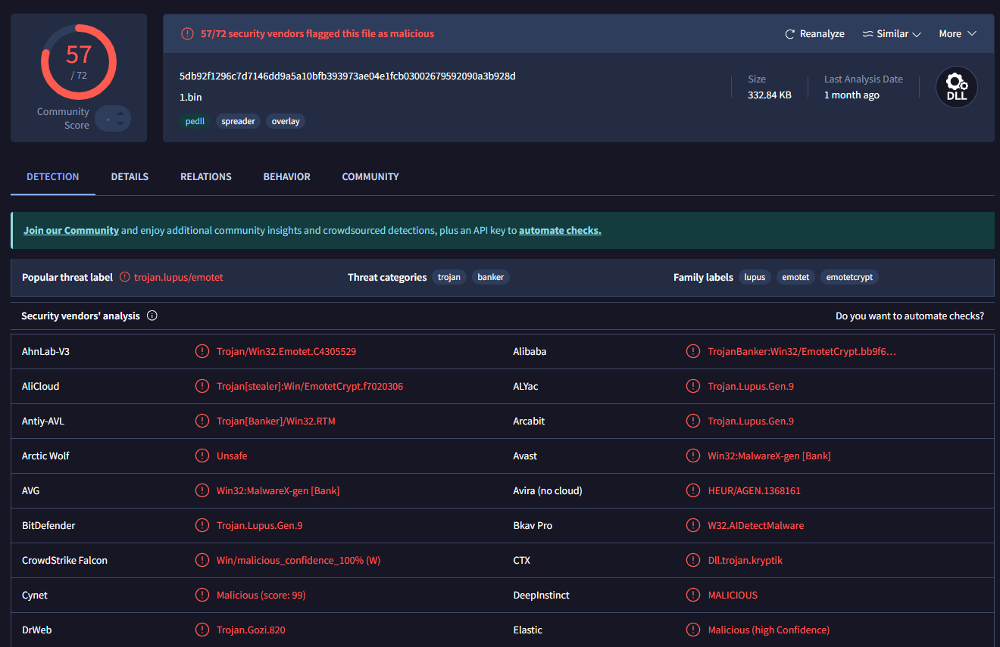 57
/ 72
Community
Score
57/72 security vendors flagged this file as malicious
Reanalyze
Similar
More
5db92f1296c7d7146dd9a5a10bfb393973ae04e1fcb03002679592090a3b928d
1.bin
pedll spreader overlay
Size
332.84 KB
Last Analysis Date
1 month ago
DLL
DETECTION DETAILS RELATIONS BEHAVIOR COMMUNITY
Join our Community and enjoy additional community insights and crowdsourced detections, plus an API key to automate checks.
Popular threat label trojan.lupus/emotet Threat categories trojan banker Family labels lupus emotet emotetcrypt
Security vendors' analysis Do you want to automate checks?
AhnLab-V3 Trojan/Win32.Emotet.C4305529 Alibaba TrojanBanker:Win32/EmotetCrypt.bb9f6…
AliCloud Trojan[stealer]:Win/EmotetCrypt.f7020306 ALYac Trojan.Lupus.Gen.9
Antiy-AVL Trojan[Banker]/Win32.RTM Arcabit Trojan.Lupus.Gen.9
Arctic Wolf Unsafe Avast Win32:MalwareX-gen [Bank]
AVG Win32:MalwareX-gen [Bank] Avira (no cloud) HEUR/AGEN.1368161
BitDefender Trojan.Lupus.Gen.9 Bkav Pro W32.AIDetectMalware
CrowdStrike Falcon Win/malicious_confidence_100% (W) CTX Dll.trojan.kryptik
Cynet Malicious (score: 99) DeepInstinct MALICIOUS
DrWeb Trojan.Gozi.820 Elastic Malicious (high Confidence)